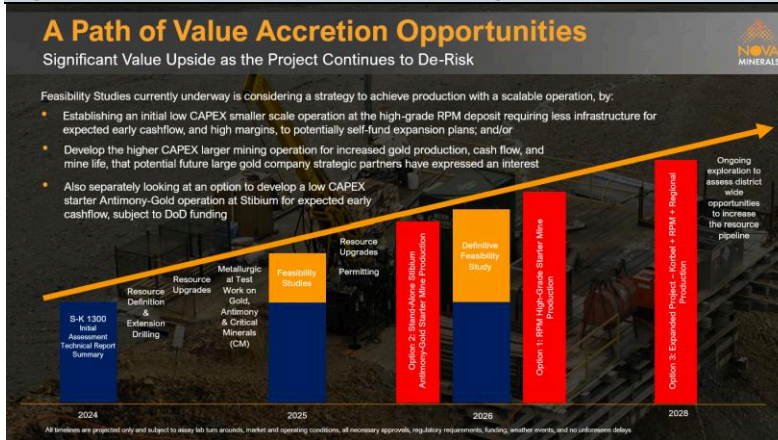 A Path of Value Accretion Opportunities
Significant Value Upside as the Project Continues to De-Risk
NOVA
MINERALS
Feasibility Studies currently underway is considering a strategy to achieve production with a scalable operation, by:
• Establishing an initial low CAPEX smaller scale operation at the high-grade RPM deposit requiring less infrastructure for
expected early cashflow, and high margins, to potentially self-fund expansion plans; and/or
• Develop the higher CAPEX larger mining operation for increased gold production, cash flow, and
mine life, that potential future large gold company strategic partners have expressed an interest
• Also separately looking at an option to develop a low CAPEX
starter Antimony-Gold operation at Stibium for expected early
cashflow, subject to DoD funding
S-K 1300
Initial
Assessment
Technical Report
Summary
Resource
Definition
&
Extension
Drilling
Resource
Upgrades
Metallurgic
al Test
Work on
Gold,
Antimony
& Critical
Minerals
(CM)
Feasibility
Studies
Resource
Upgrades
Permitting
Option 2: Stand-Alone Stibium
Antimony-Gold Starter Mine Production
Definitive
Feasibility
Study
Option 1: RPM High-Grade Starter Mine
Production
Option 3: Expanded Project – Korbel + RPM + Regional
Production
Ongoing
exploration to
assess district
wide
opportunities
to increase
the resource
pipeline
2024
2025
2026
2028
All timelines are projected only and subject to assay lab turn arounds, market and operating conditions, all necessary approvals, regulatory requirements, funding, weather events, and no unforeseen delays